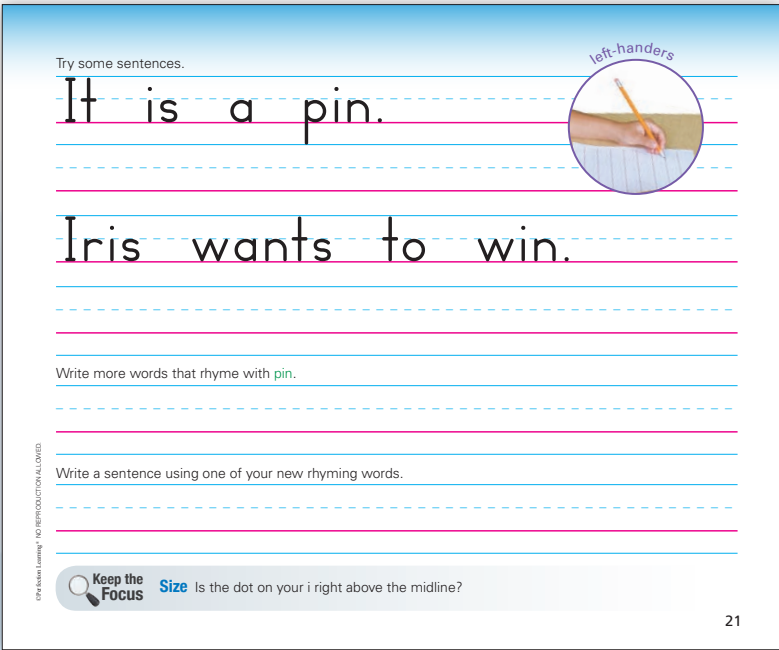 Try some sentences.
left-handers
It is a pin.
Iris wants to win.
Write more words that rhyme with pin.
Write a sentence using one of your new rhyming words.
©Perfection Learning® NO REPRODUCTION ALLOWED.
Keep the Focus Size Is the dot on your i right above the midline?
21